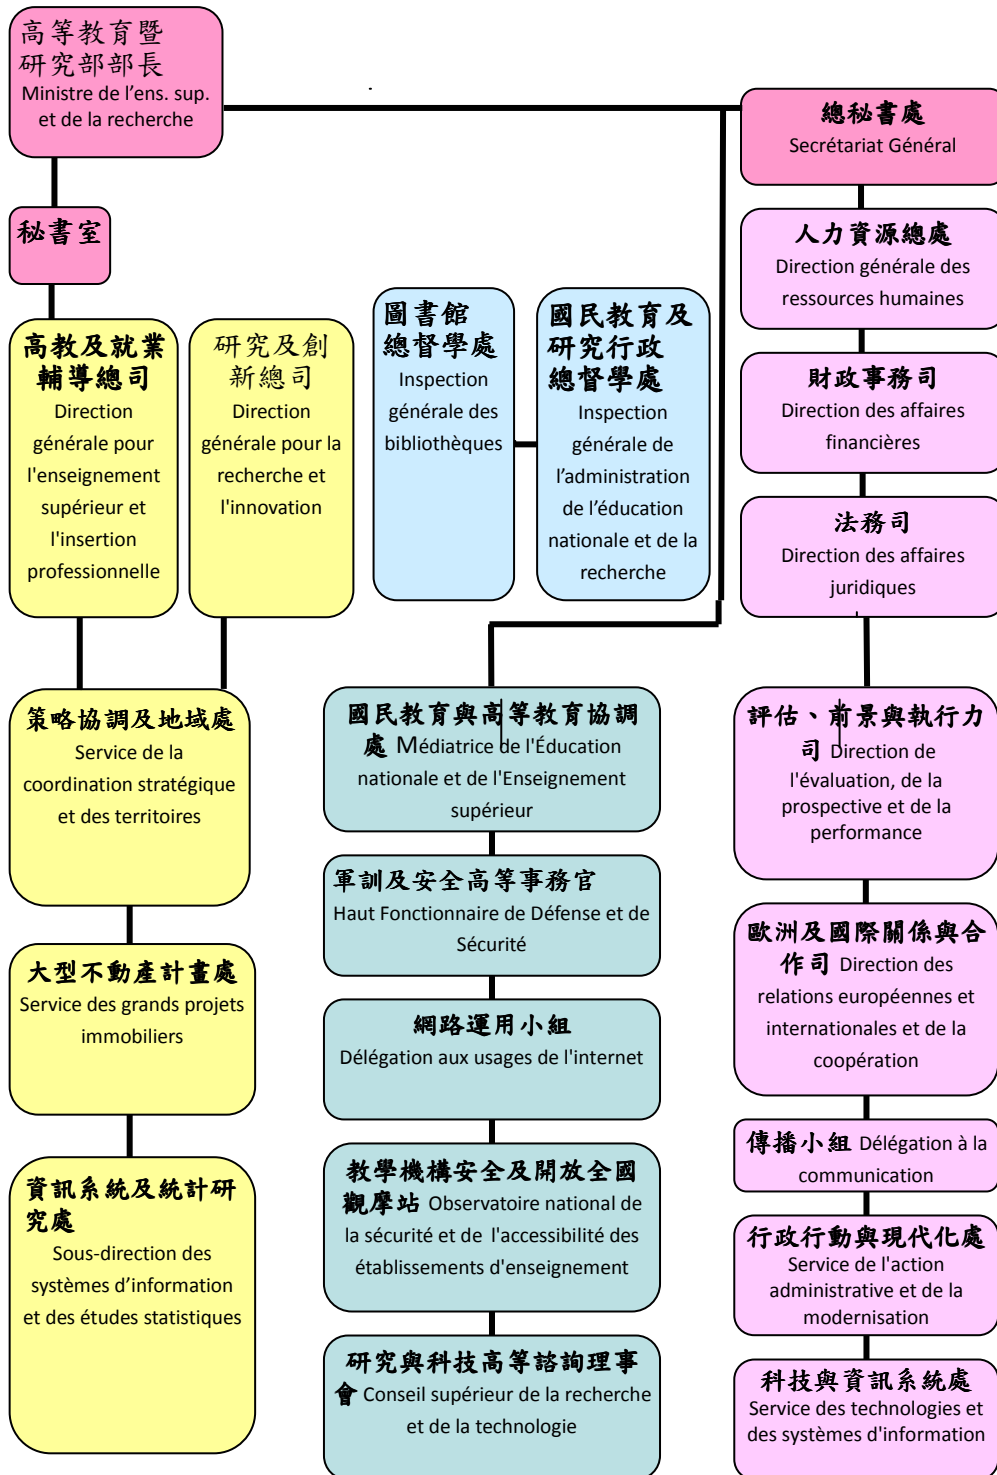 高等教育暨
研究部部長
Ministre de l'ens. sup.
et de la recherche
秘書室
高教及就業
輔導總司
Direction
générale pour
l'enseignement
supérieur et
l'insertion
professionnelle
研究及創
新總司
Direction
générale pour la
recherche et
l'innovation
策略協調及地域處
Service de la
coordination stratégique
et des territoires
大型不動產計畫處
Service des grands projets
immobiliers
資訊系統及統計研
究處
Sous-direction des
systèmes d’information
et des études statistiques
圖書館
總督學處
Inspection
générale des
bibliothèques
國民教育及
研究行政
總督學處
Inspection
générale de
l’administration
de l’éducation
nationale et de la
recherche
國民教育與高等教育協調
處 Médiatrice de l'Éducation
nationale et de l'Enseignement
supérieur
軍訓及安全高等事務官
Haut Fonctionnaire de Défense et de
Sécurité
網路運用小組
Délégation aux usages de l'internet
教學機構安全及開放全國
觀摩站 Observatoire national de
la sécurité et de l'accessibilité des
établissements d'enseignement
研究與科技高等諮詢理事
會 Conseil supérieur de la recherche
et de la technologie
總秘書處
Secrétariat Général
人力資源總處
Direction générale des
ressources humaines
財政事務司
Direction des affaires
financières
法務司
Direction des affaires
juridiques
評估、前景與執行力
司 Direction de
l'évaluation, de la
prospective et de la
performance
歐洲及國際關係與合
作司 Direction des
relations européennes et
internationales et de la
coopération
傳播小組 Délégation à la
communication
行政行動與現代化處
Service de l'action
administrative et de la
modernisation
科技與資訊系統處
Service des technologies et
des systèmes d'information